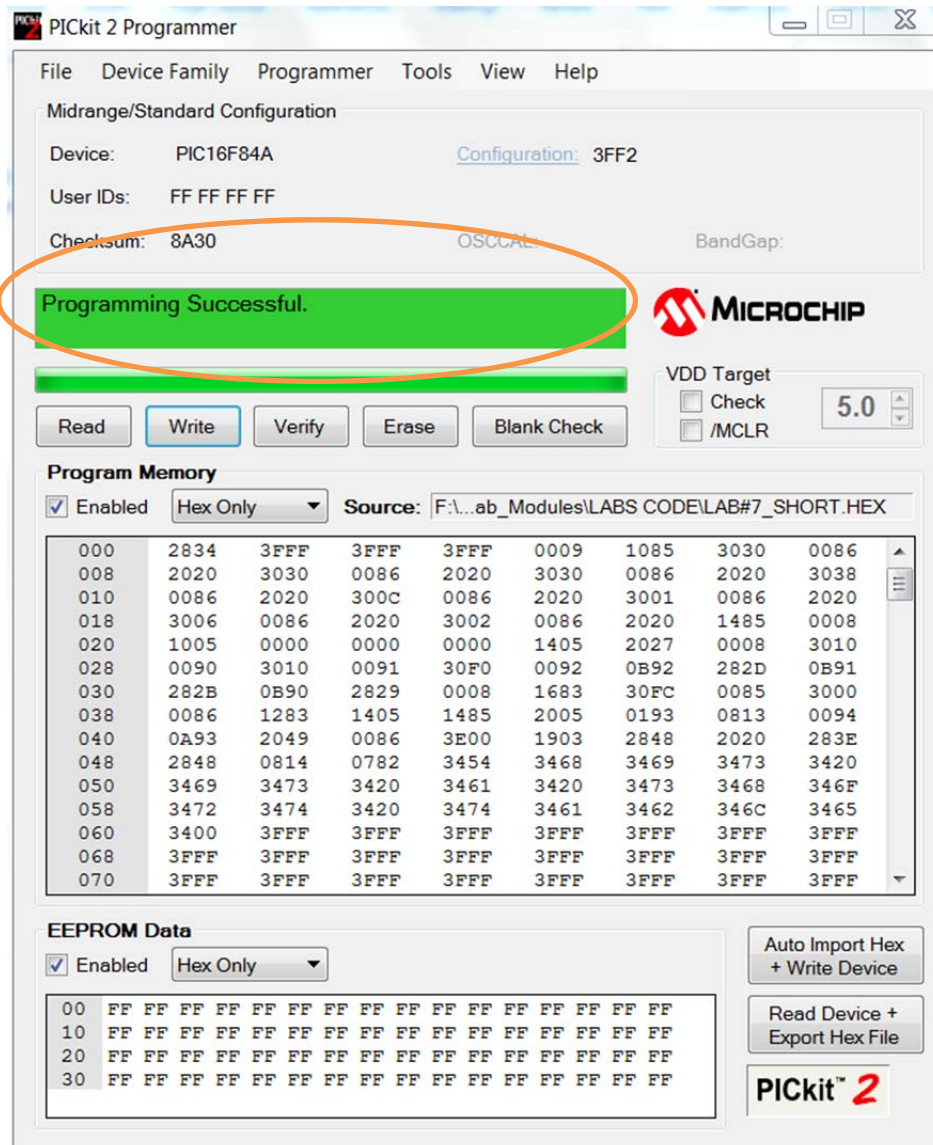 PICkit 2 Programmer
File Device Family Programmer Tools View Help
Midrange/Standard Configuration
Device: PIC16F84A Configuration: 3FF2
User IDs: FF FF FF FF
Checksum: 8A30 OSCCAL: BandGap:
Programming Successful.
MICROCHIP
VDD Target
Check
/MCLR
5.0
Read Write Verify Erase Blank Check
Program Memory
Enabled Hex Only Source: F:\...ab_Modules\LABS CODE\LAB#7_SHORT.HEX
000 2834 3FFF 3FFF 3FFF 0009 1085 3030 0086
008 2020 3030 0086 2020 3030 0086 2020 3038
010 0086 2020 300C 0086 2020 3001 0086 2020
018 3006 0086 2020 3002 0086 2020 1485 0008
020 1005 0000 0000 0000 1405 2027 0008 3010
028 0090 3010 0091 30F0 0092 0B92 282D 0B91
030 282B 0B90 2829 0008 1683 30FC 0085 3000
038 0086 1283 1405 1485 2005 0193 0813 0094
040 0A93 2049 0086 3E00 1903 2848 2020 283E
048 2848 0814 0782 3454 3468 3469 3473 3420
050 3469 3473 3420 3461 3420 3473 3468 346F
058 3472 3474 3420 3474 3461 3462 346C 3465
060 3400 3FFF 3FFF 3FFF 3FFF 3FFF 3FFF 3FFF
068 3FFF 3FFF 3FFF 3FFF 3FFF 3FFF 3FFF 3FFF
070 3FFF 3FFF 3FFF 3FFF 3FFF 3FFF 3FFF 3FFF
EEPROM Data
Enabled Hex Only
00 FF FF FF FF FF FF FF FF FF FF FF FF FF FF FF FF
10 FF FF FF FF FF FF FF FF FF FF FF FF FF FF FF FF
20 FF FF FF FF FF FF FF FF FF FF FF FF FF FF FF FF
30 FF FF FF FF FF FF FF FF FF FF FF FF FF FF FF FF
Auto Import Hex
+ Write Device
Read Device +
Export Hex File
PICkit™ 2